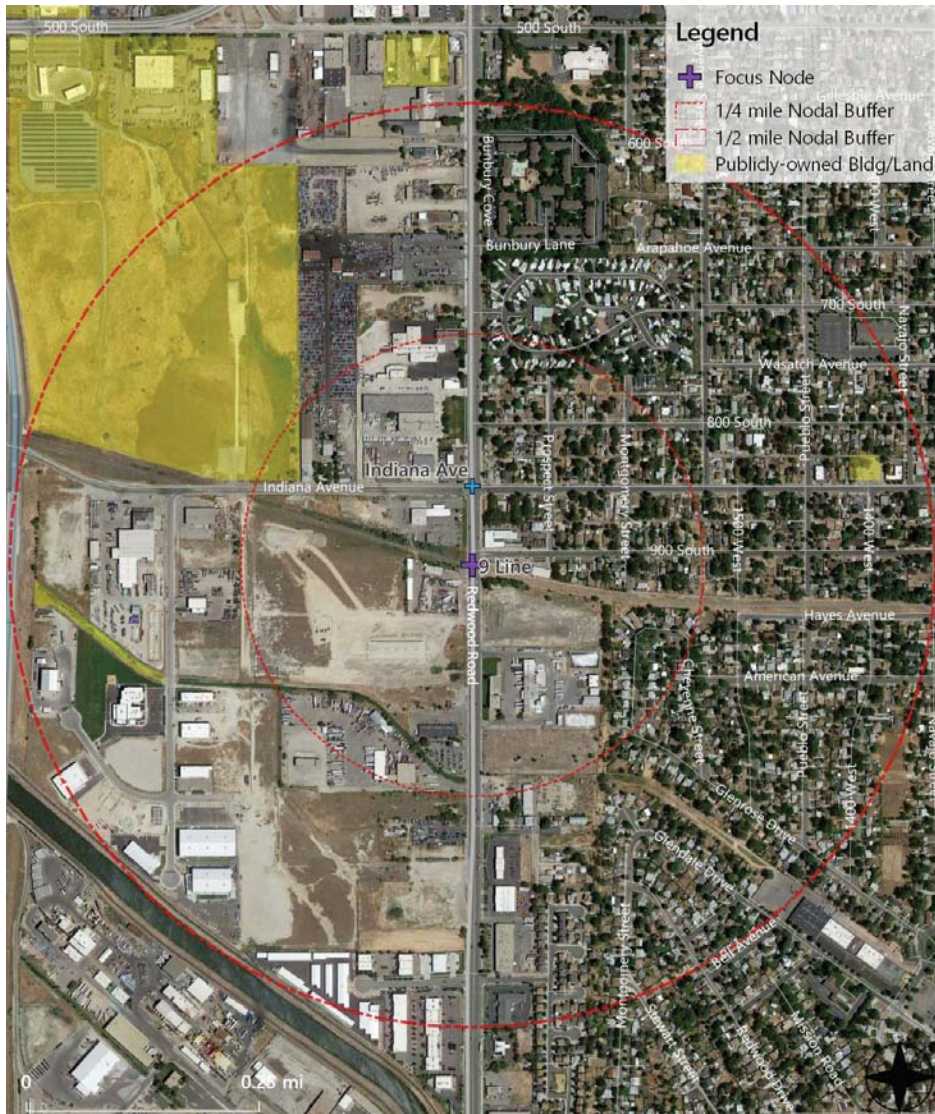 500 South
500 South
Legend
Focus Node
1/4 mile Nodal Buffer
1/2 mile Nodal Buffer
Publicly-owned Bldg/Land
Gillespie Avenue
600 South
Bunbury Cove
Bunbury Lane
Arapahoe Avenue
700 South
Navajo Street
Wasatch Avenue
800 South
Pueblo Street
Prospect Street
Montgomery Street
Indiana Ave
Indiana Avenue
1500 West
1400 West
900 South
9 Line
Redwood Road
Hayes Avenue
Cheyenne Street
American Avenue
Pueblo Street
Glenrose Drive
Glendale Drive
Montgomery Street
Bell Avenue
Stewart Street
Redwood Drive
Mission Road
0
0.25 mi